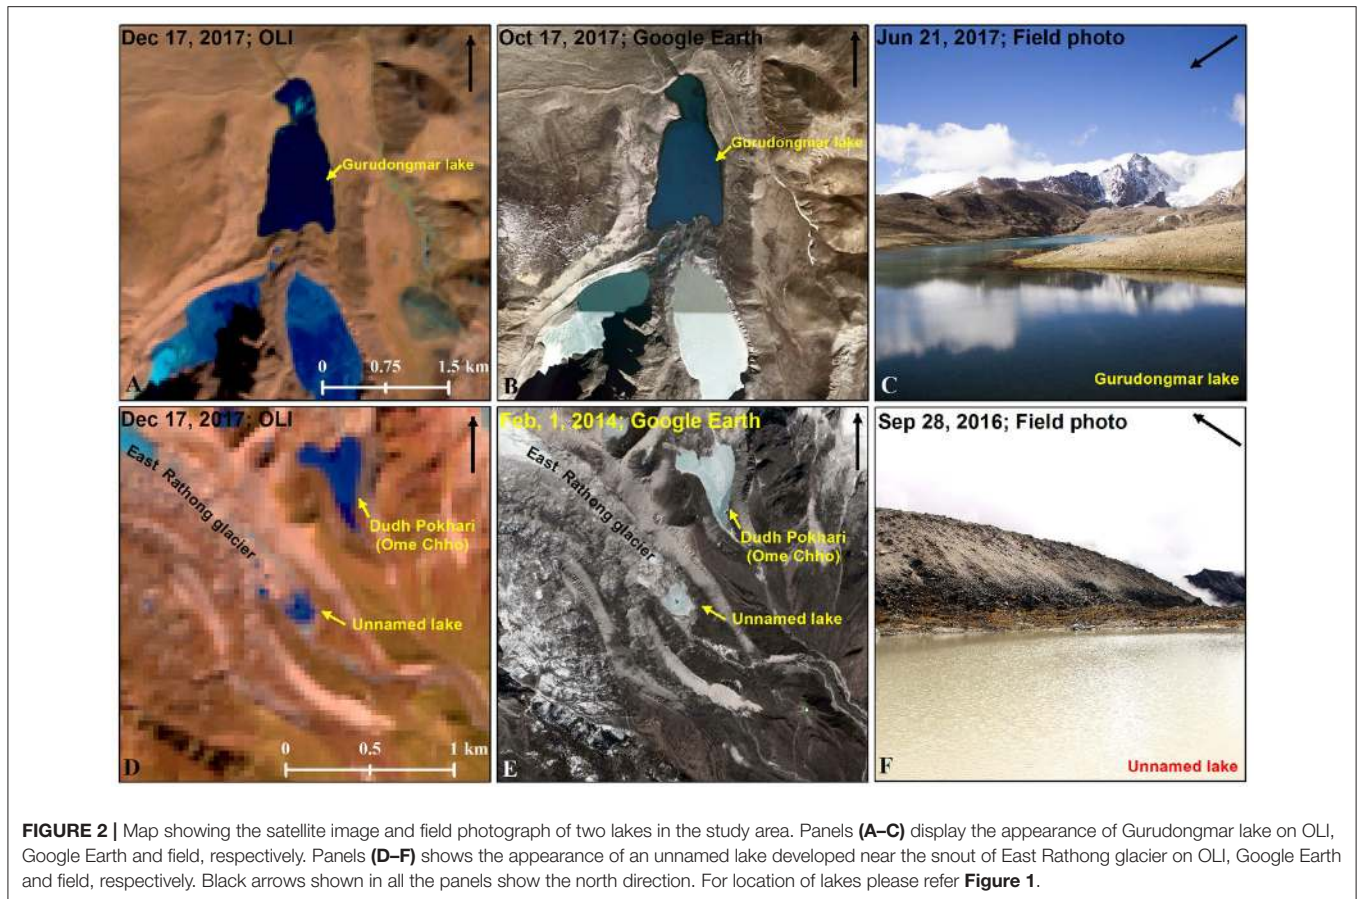 Dec 17, 2017; OLI
Gurudongmar lake
0 0.75 1.5 km
A
Oct 17, 2017; Google Earth
Gurudongmar lake
B
Jun 21, 2017; Field photo
C
Gurudongmar lake
Dec 17, 2017; OLI
East Rathong glacier
Dudh Pokhari
(Ome Chho)
Unnamed lake
0 0.5 1 km
D
Feb, 1, 2014; Google Earth
East Rathong glacier
Dudh Pokhari
(Ome Chho)
Unnamed lake
E
Sep 28, 2016; Field photo
F
Unnamed lake
FIGURE 2 | Map showing the satellite image and field photograph of two lakes in the study area. Panels (A–C) display the appearance of Gurudongmar lake on OLI,
Google Earth and field, respectively. Panels (D–F) shows the appearance of an unnamed lake developed near the snout of East Rathong glacier on OLI, Google Earth
and field, respectively. Black arrows shown in all the panels show the north direction. For location of lakes please refer Figure 1.